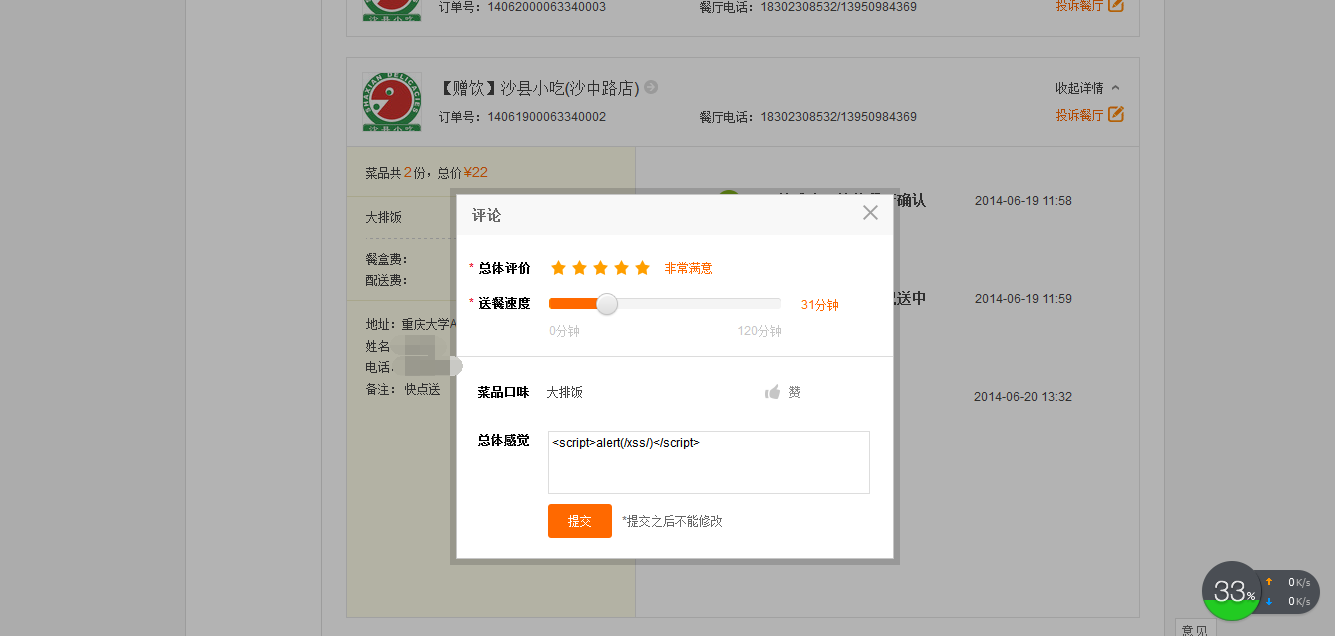 订单号：14062000063340003 餐厅电话：18302308532/13950984369 投诉餐厅
【赠饮】沙县小吃(沙中路店) 收起详情
SHAXIAN DELICACIES
沙县小吃
订单号：14061900063340002 餐厅电话：18302308532/13950984369 投诉餐厅
菜品共2份，总价¥22
大排饭
餐盒费：
配送费：
地址：重庆大学A
姓名
电话
备注： 快点送
确认 2014-06-19 11:58
送中 2014-06-19 11:59
2014-06-20 13:32
评论
* 总体评价 非常满意
* 送餐速度 31分钟
0分钟 120分钟
菜品口味 大排饭 赞
总体感觉 <script>alert(/xss/)</script>
提交 *提交之后不能修改
33% 0K/s
0K/s
意见